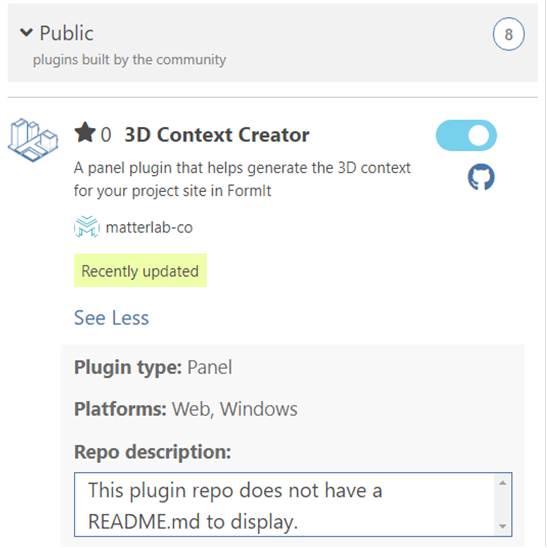 Public
8
plugins built by the community
0 3D Context Creator
A panel plugin that helps generate the 3D context
for your project site in FormIt
matterlab-co
Recently updated
See Less
Plugin type: Panel
Platforms: Web, Windows
Repo description:
This plugin repo does not have a
README.md to display.